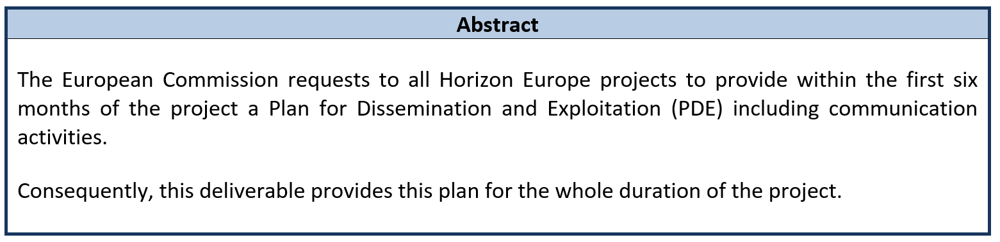 Abstract
The European Commission requests to all Horizon Europe projects to provide within the first six
months of the project a Plan for Dissemination and Exploitation (PDE) including communication
activities.
Consequently, this deliverable provides this plan for the whole duration of the project.